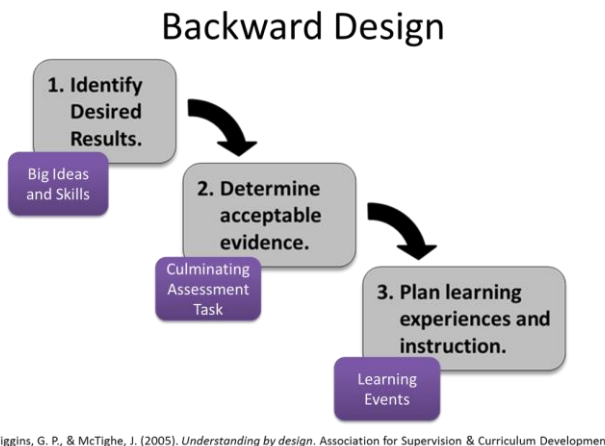 Backward Design
1. Identify
Desired
Results.
Big Ideas
and Skills
2. Determine
acceptable
evidence.
Culminating
Assessment
Task
3. Plan learning
experiences and
instruction.
Learning
Events
iggins, G. P., & McTighe, J. (2005). Understanding by design. Association for Supervision & Curriculum Developmen